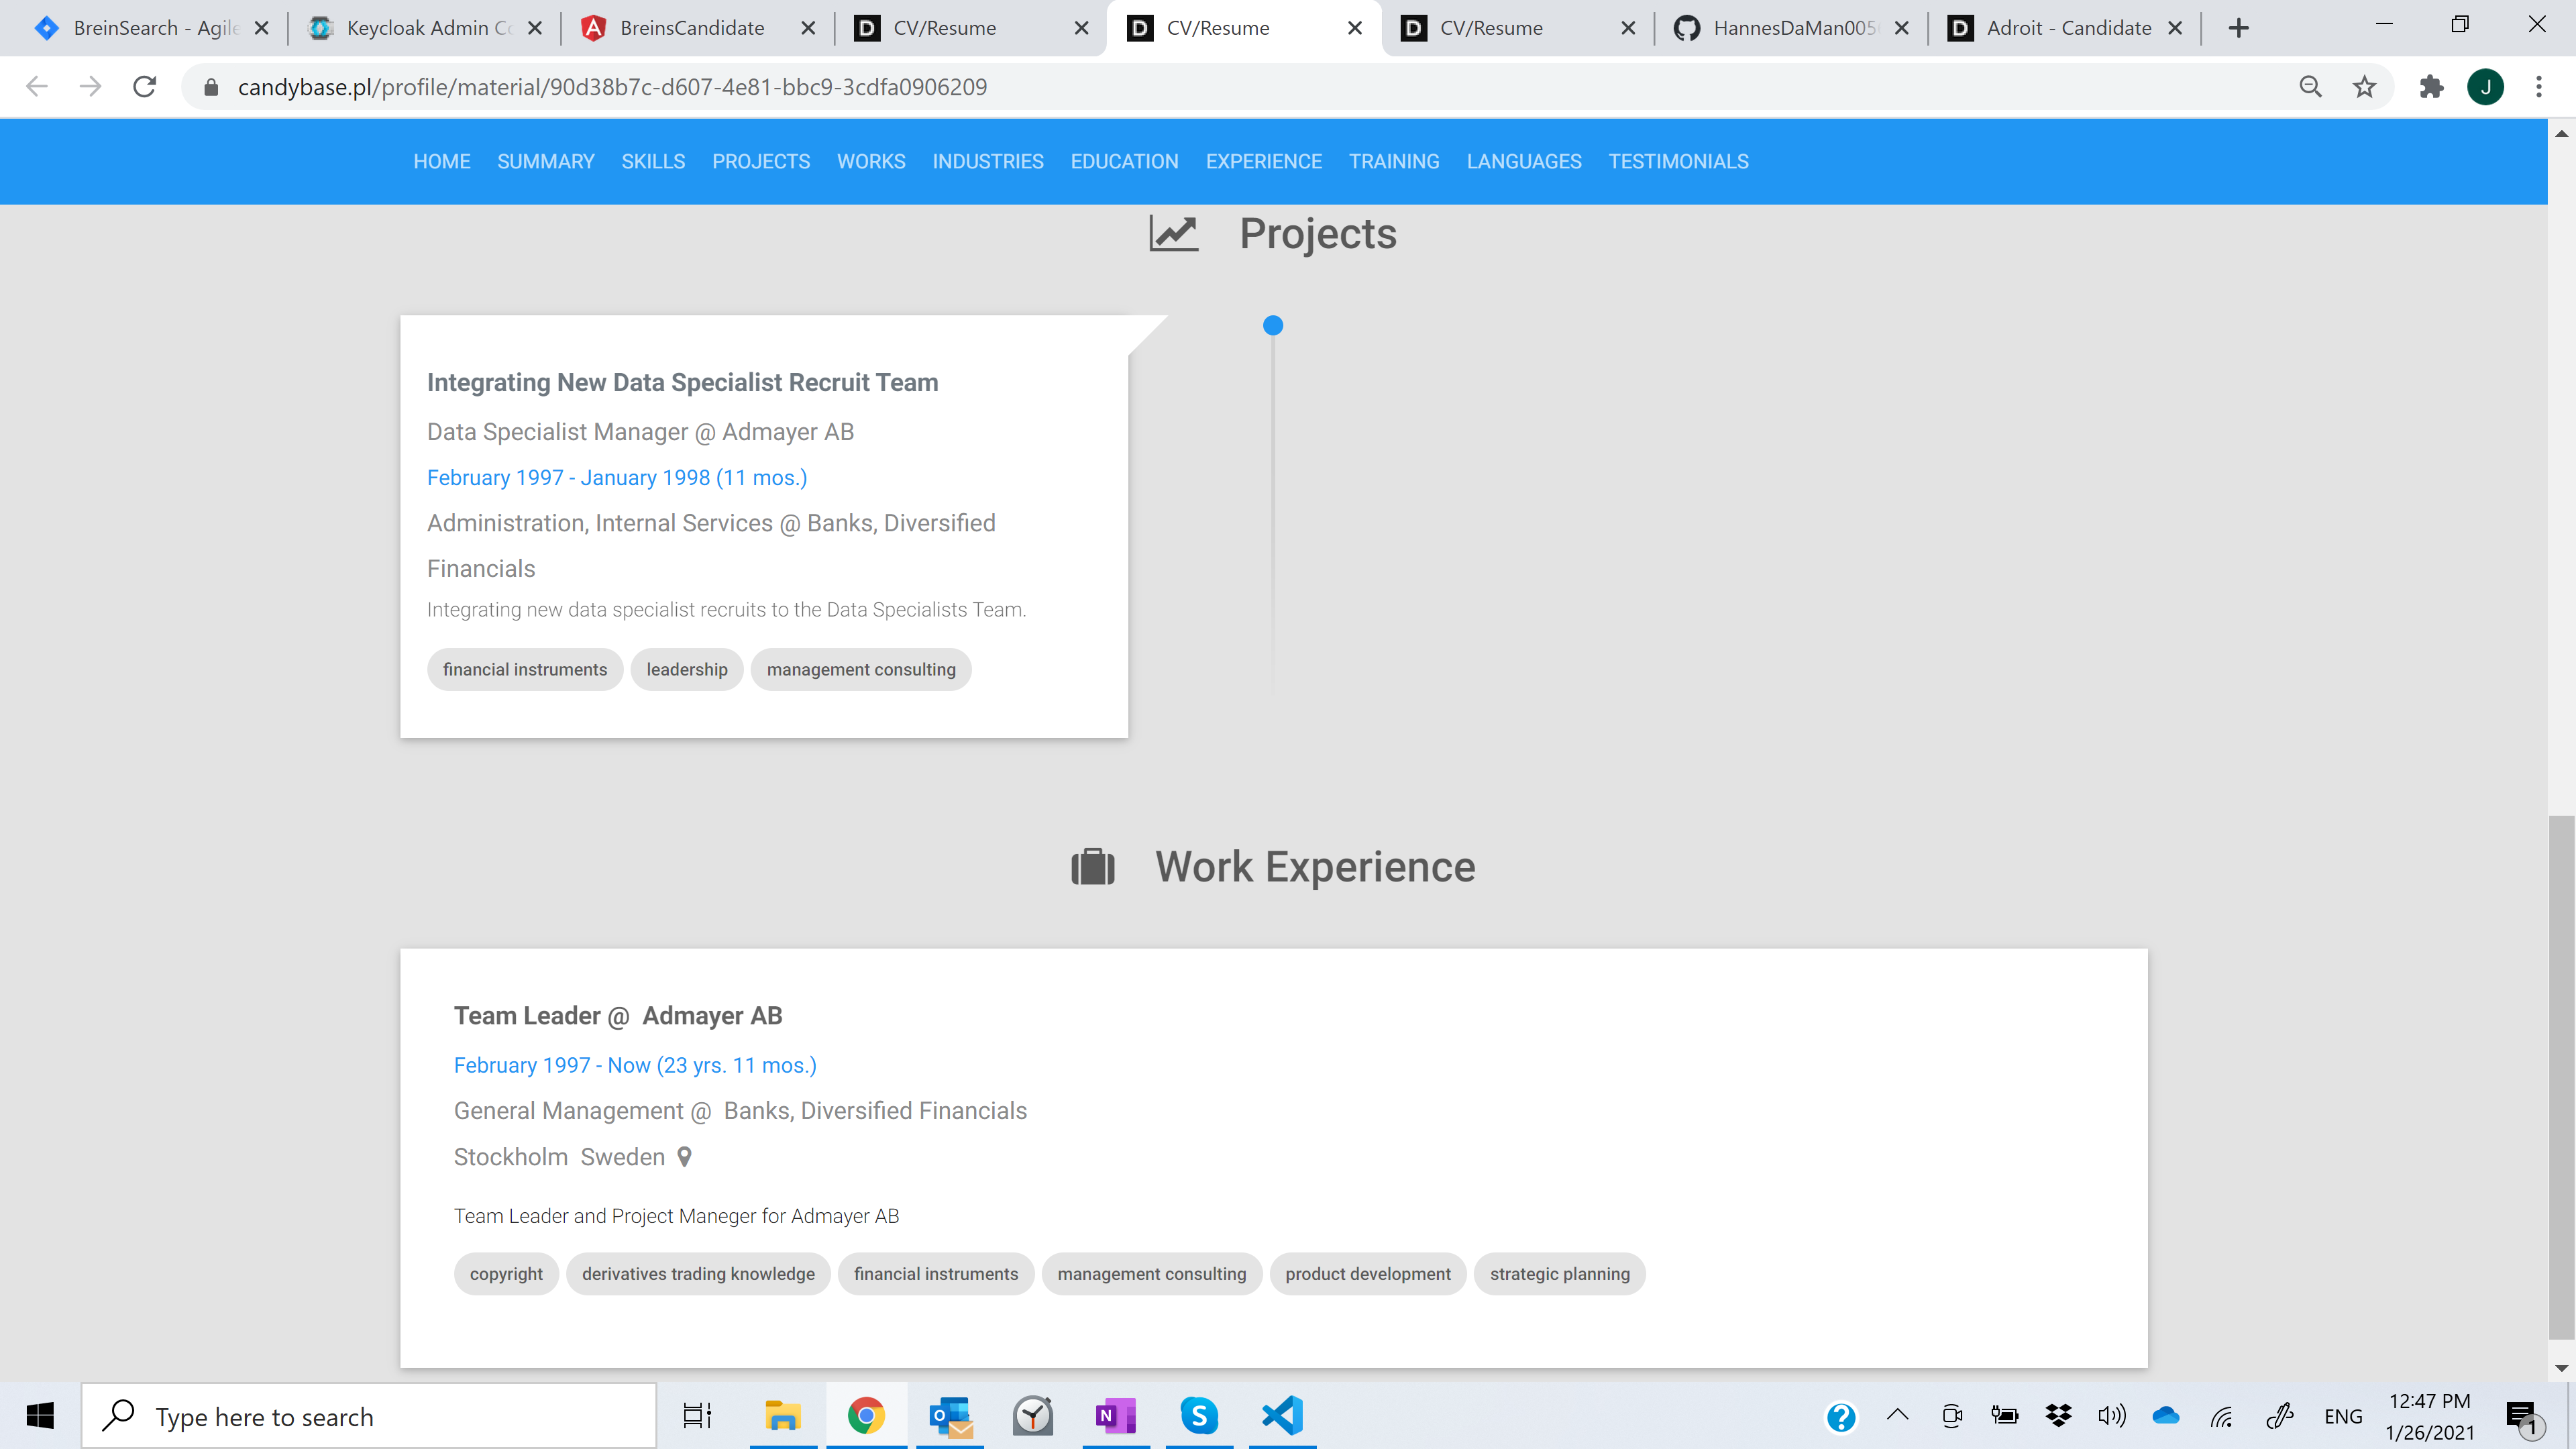 BreinSearch - Agile
Keycloak Admin Co
BreinsCandidate
CV/Resume
CV/Resume
CV/Resume
HannesDaMan005
Adroit - Candidate
candybase.pl/profile/material/90d38b7c-d607-4e81-bbc9-3cdfa0906209
J
HOME SUMMARY SKILLS PROJECTS WORKS INDUSTRIES EDUCATION EXPERIENCE TRAINING LANGUAGES TESTIMONIALS
Projects
Integrating New Data Specialist Recruit Team
Data Specialist Manager @ Admayer AB
February 1997 - January 1998 (11 mos.)
Administration, Internal Services @ Banks, Diversified
Financials
Integrating new data specialist recruits to the Data Specialists Team.
financial instruments leadership management consulting
Work Experience
Team Leader @ Admayer AB
February 1997 - Now (23 yrs. 11 mos.)
General Management @ Banks, Diversified Financials
Stockholm Sweden
Team Leader and Project Maneger for Admayer AB
copyright derivatives trading knowledge financial instruments management consulting product development strategic planning
Type here to search
ENG
12:47 PM
1/26/2021
1